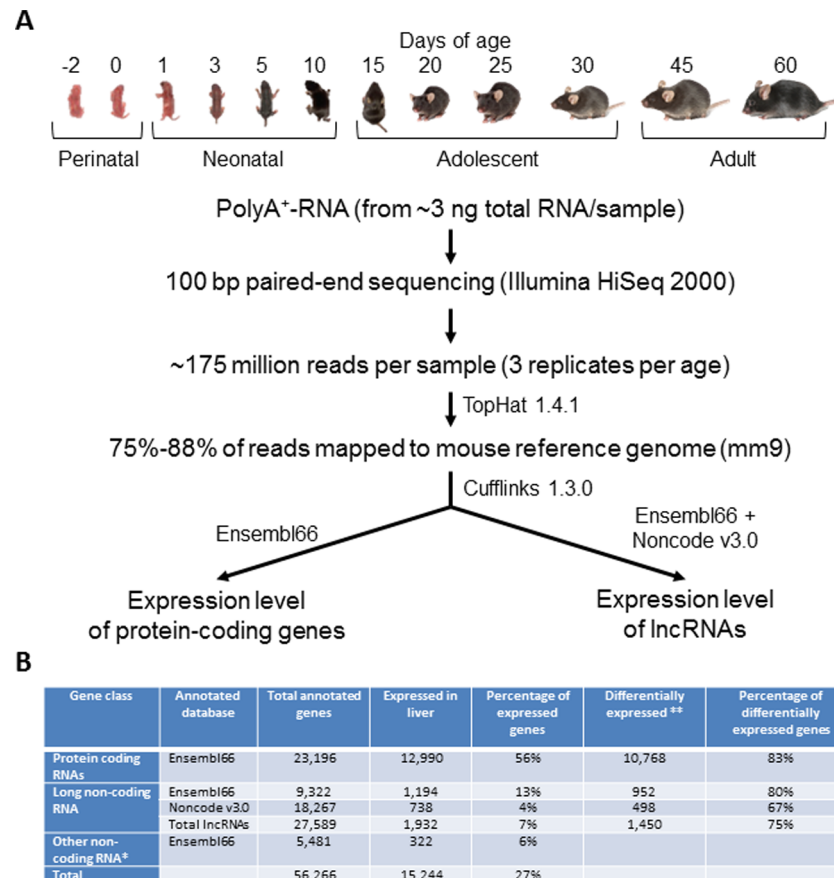 A
Days of age
-2 0 1 3 5 10 15 20 25 30 45 60
Perinatal Neonatal Adolescent Adult
PolyA+-RNA (from ~3 ng total RNA/sample)
100 bp paired-end sequencing (Illumina HiSeq 2000)
~175 million reads per sample (3 replicates per age)
TopHat 1.4.1
75%-88% of reads mapped to mouse reference genome (mm9)
Cufflinks 1.3.0
Ensembl66
Ensembl66 +
Noncode v3.0
Expression level
of protein-coding genes
Expression level
of lncRNAs
B
Gene class Annotated database Total annotated genes Expressed in liver Percentage of expressed genes Differentially expressed ** Percentage of differentially expressed genes
Protein coding RNAs Ensembl66 23,196 12,990 56% 10,768 83%
Long non-coding RNA Ensembl66 9,322 1,194 13% 952 80%
Noncode v3.0 18,267 738 4% 498 67%
Total lncRNAs 27,589 1,932 7% 1,450 75%
Other non-coding RNA* Ensembl66 5,481 322 6%
Total 56,266 15,244 27%